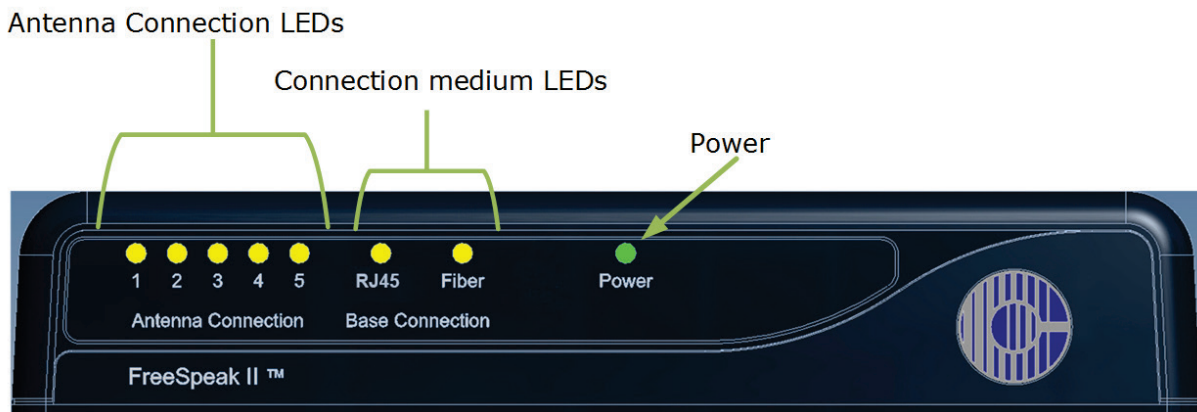 Antenna Connection LEDs
Connection medium LEDs
Power
1 2 3 4 5 RJ45 Fiber Power
Antenna Connection Base Connection
FreeSpeak II ™